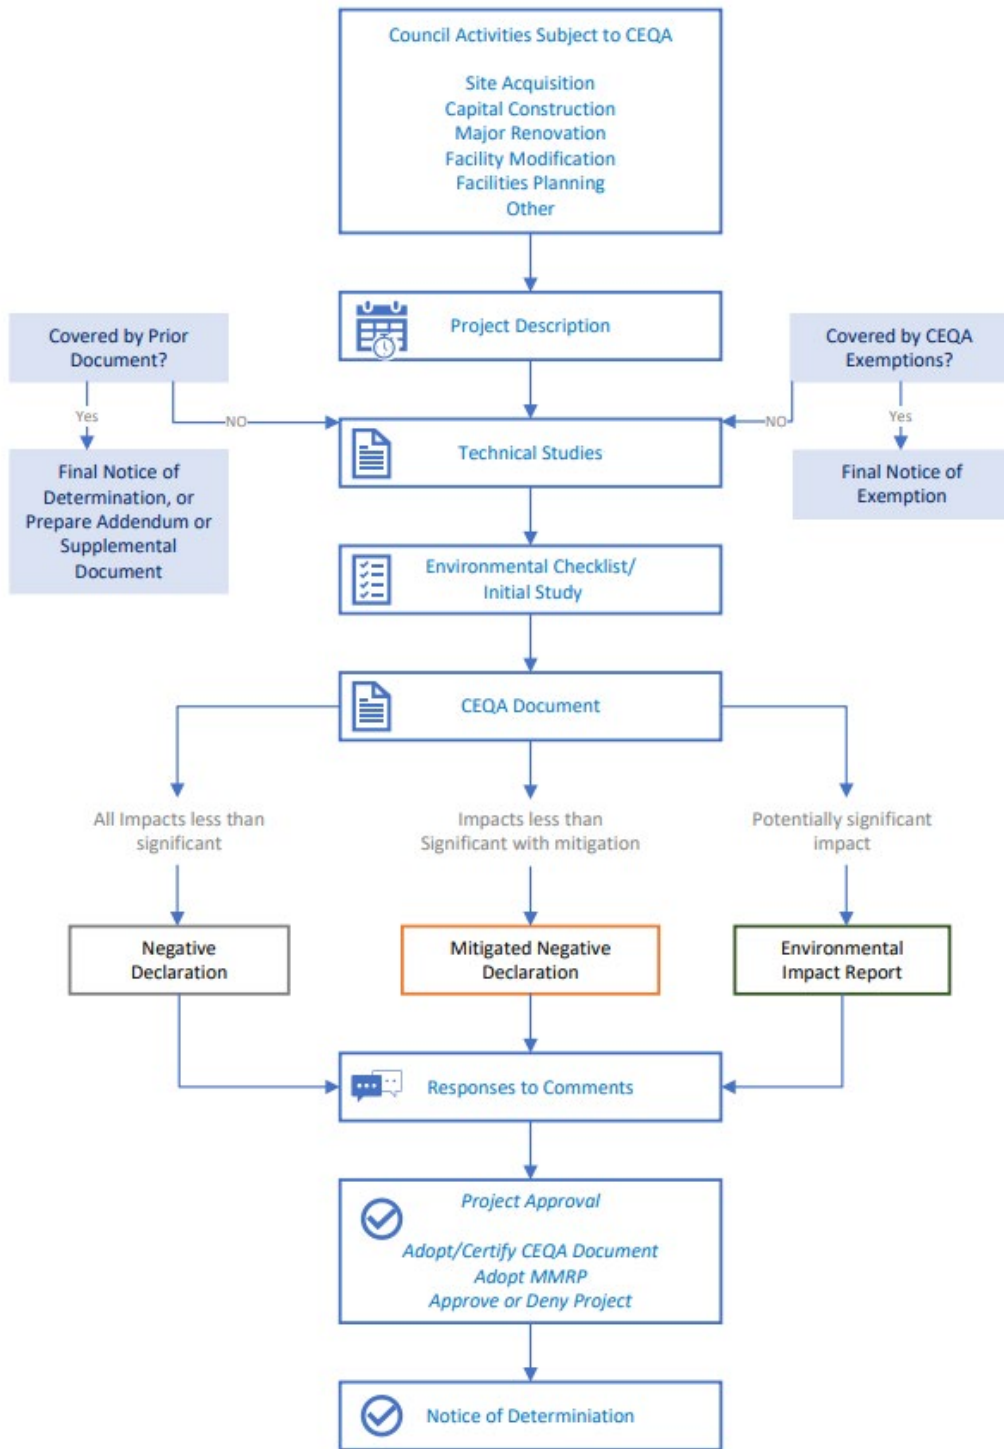 Council Activities Subject to CEQA
Site Acquisition
Capital Construction
Major Renovation
Facility Modification
Facilities Planning
Other
Project Description
Covered by Prior
Document?
Covered by CEQA
Exemptions?
Yes
NO
NO
Yes
Technical Studies
Final Notice of
Determination, or
Prepare Addendum or
Supplemental
Document
Final Notice of
Exemption
Environmental Checklist/
Initial Study
CEQA Document
All Impacts less than
significant
Impacts less than
Significant with mitigation
Potentially significant
impact
Negative
Declaration
Mitigated Negative
Declaration
Environmental
Impact Report
Responses to Comments
Project Approval
Adopt/Certify CEQA Document
Adopt MMRP
Approve or Deny Project
Notice of Determiniation